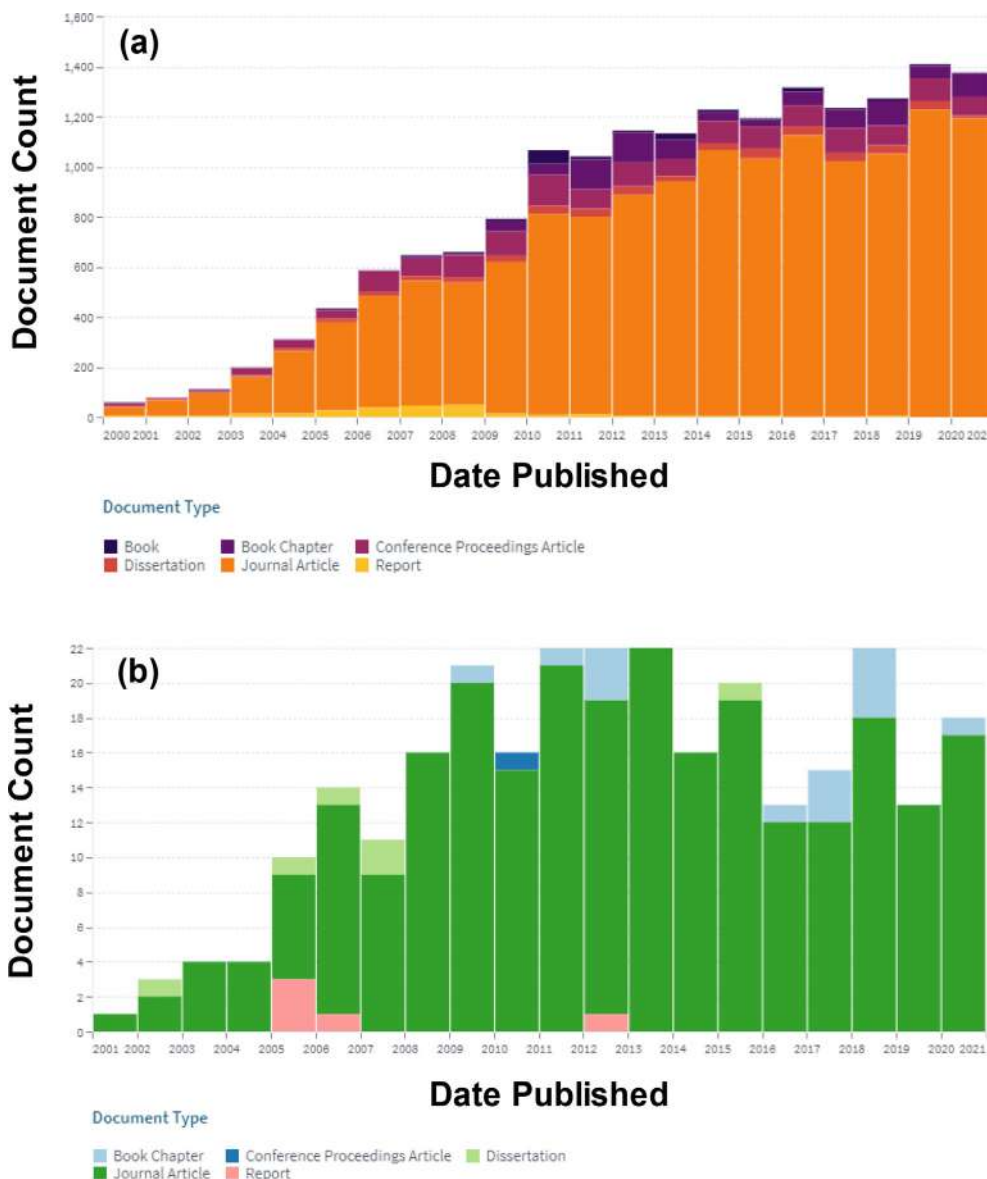 (a)
Document Count
1,600
1,400
1,200
1,000
800
600
400
200
0
2000 2001 2002 2003 2004 2005 2006 2007 2008 2009 2010 2011 2012 2013 2014 2015 2016 2017 2018 2019 2020 202
Date Published
Document Type
Book Book Chapter Conference Proceedings Article
Dissertation Journal Article Report
(b)
Document Count
22
20
18
16
14
12
10
8
6
4
2
0
2001 2002 2003 2004 2005 2006 2007 2008 2009 2010 2011 2012 2013 2014 2015 2016 2017 2018 2019 2020 2021
Date Published
Document Type
Book Chapter Conference Proceedings Article Dissertation
Journal Article Report